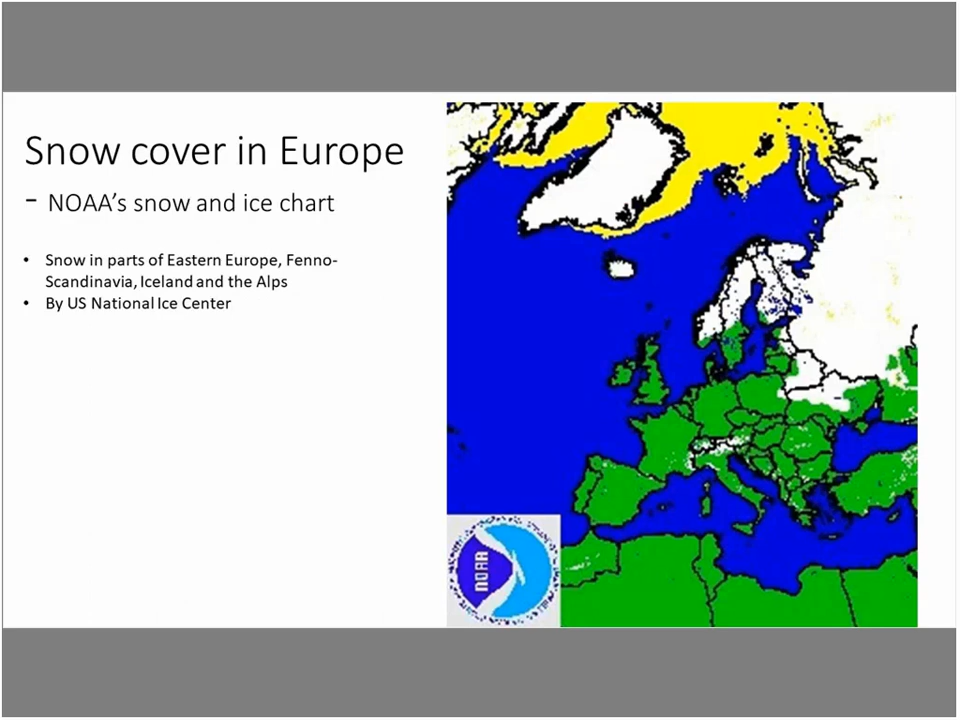 Snow cover in Europe
- NOAA's snow and ice chart
• Snow in parts of Eastern Europe, Fenno-
Scandinavia, Iceland and the Alps
• By US National Ice Center
NOAA